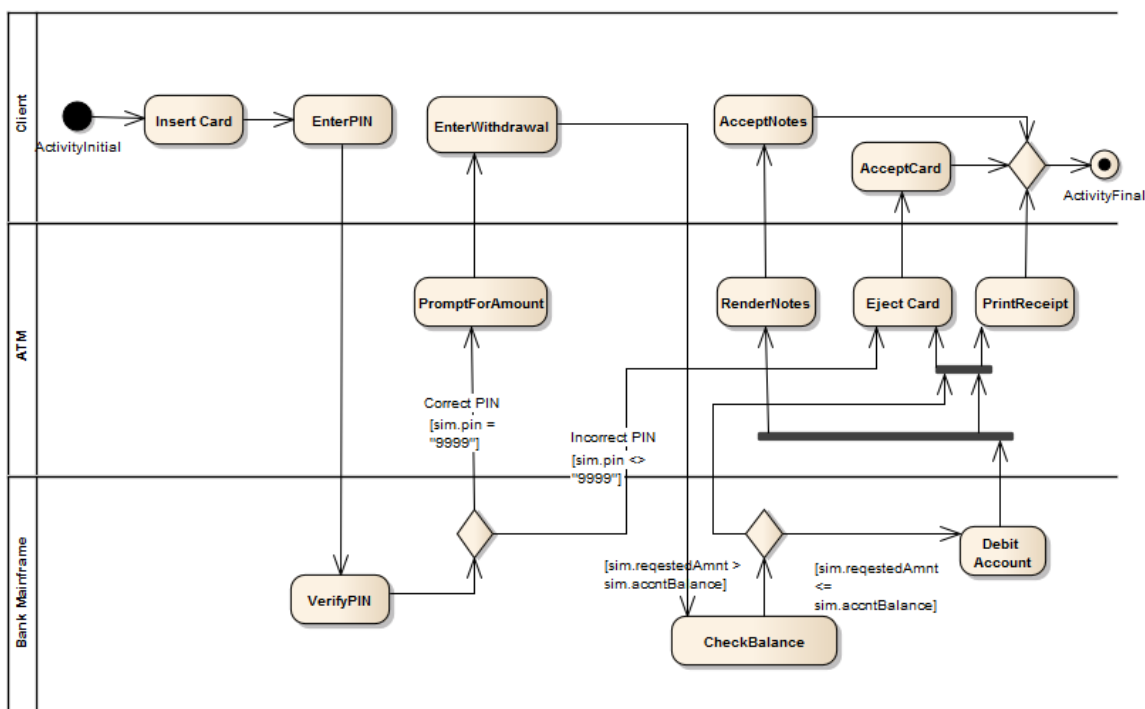 Client
ActivityInitial
Insert Card
EnterPIN
EnterWithdrawal
AcceptNotes
AcceptCard
ActivityFinal
ATM
PromptForAmount
RenderNotes
Eject Card
PrintReceipt
Correct PIN
[sim.pin =
"9999"]
Incorrect PIN
[sim.pin <>
"9999"]
Bank Mainframe
VerifyPIN
[sim.reqestedAmnt >
sim.accntBalance]
CheckBalance
[sim.reqestedAmnt
<=
sim.accntBalance]
Debit
Account